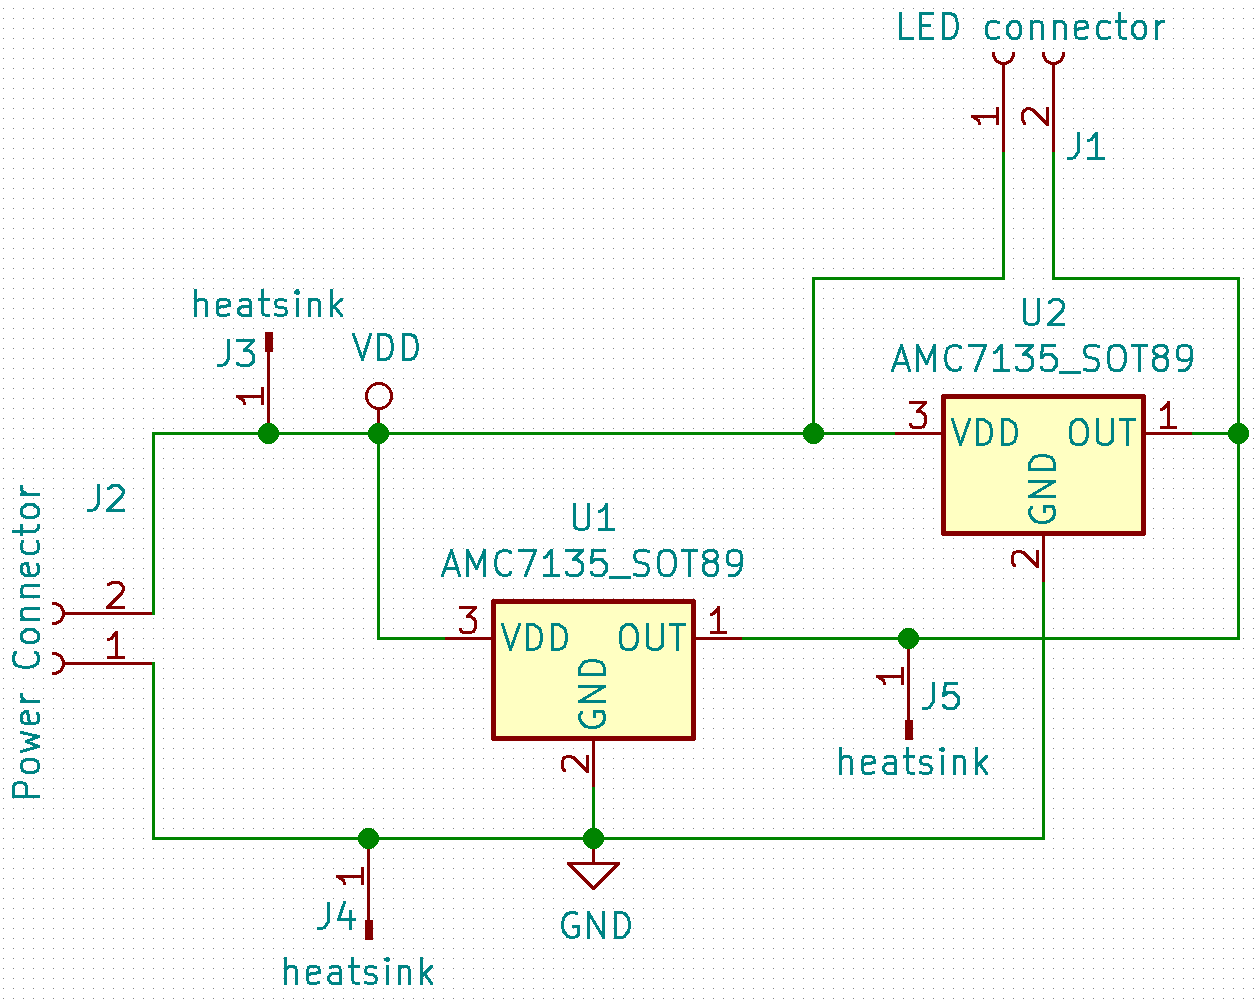 LED connector
1
2
J1
heatsink
J3
1
VDD
U2
AMC7135_SOT89
3
VDD
OUT
1
GND
2
J2
Power Connector
2
1
U1
AMC7135_SOT89
3
VDD
OUT
1
GND
2
1
J5
heatsink
1
J4
heatsink
GND